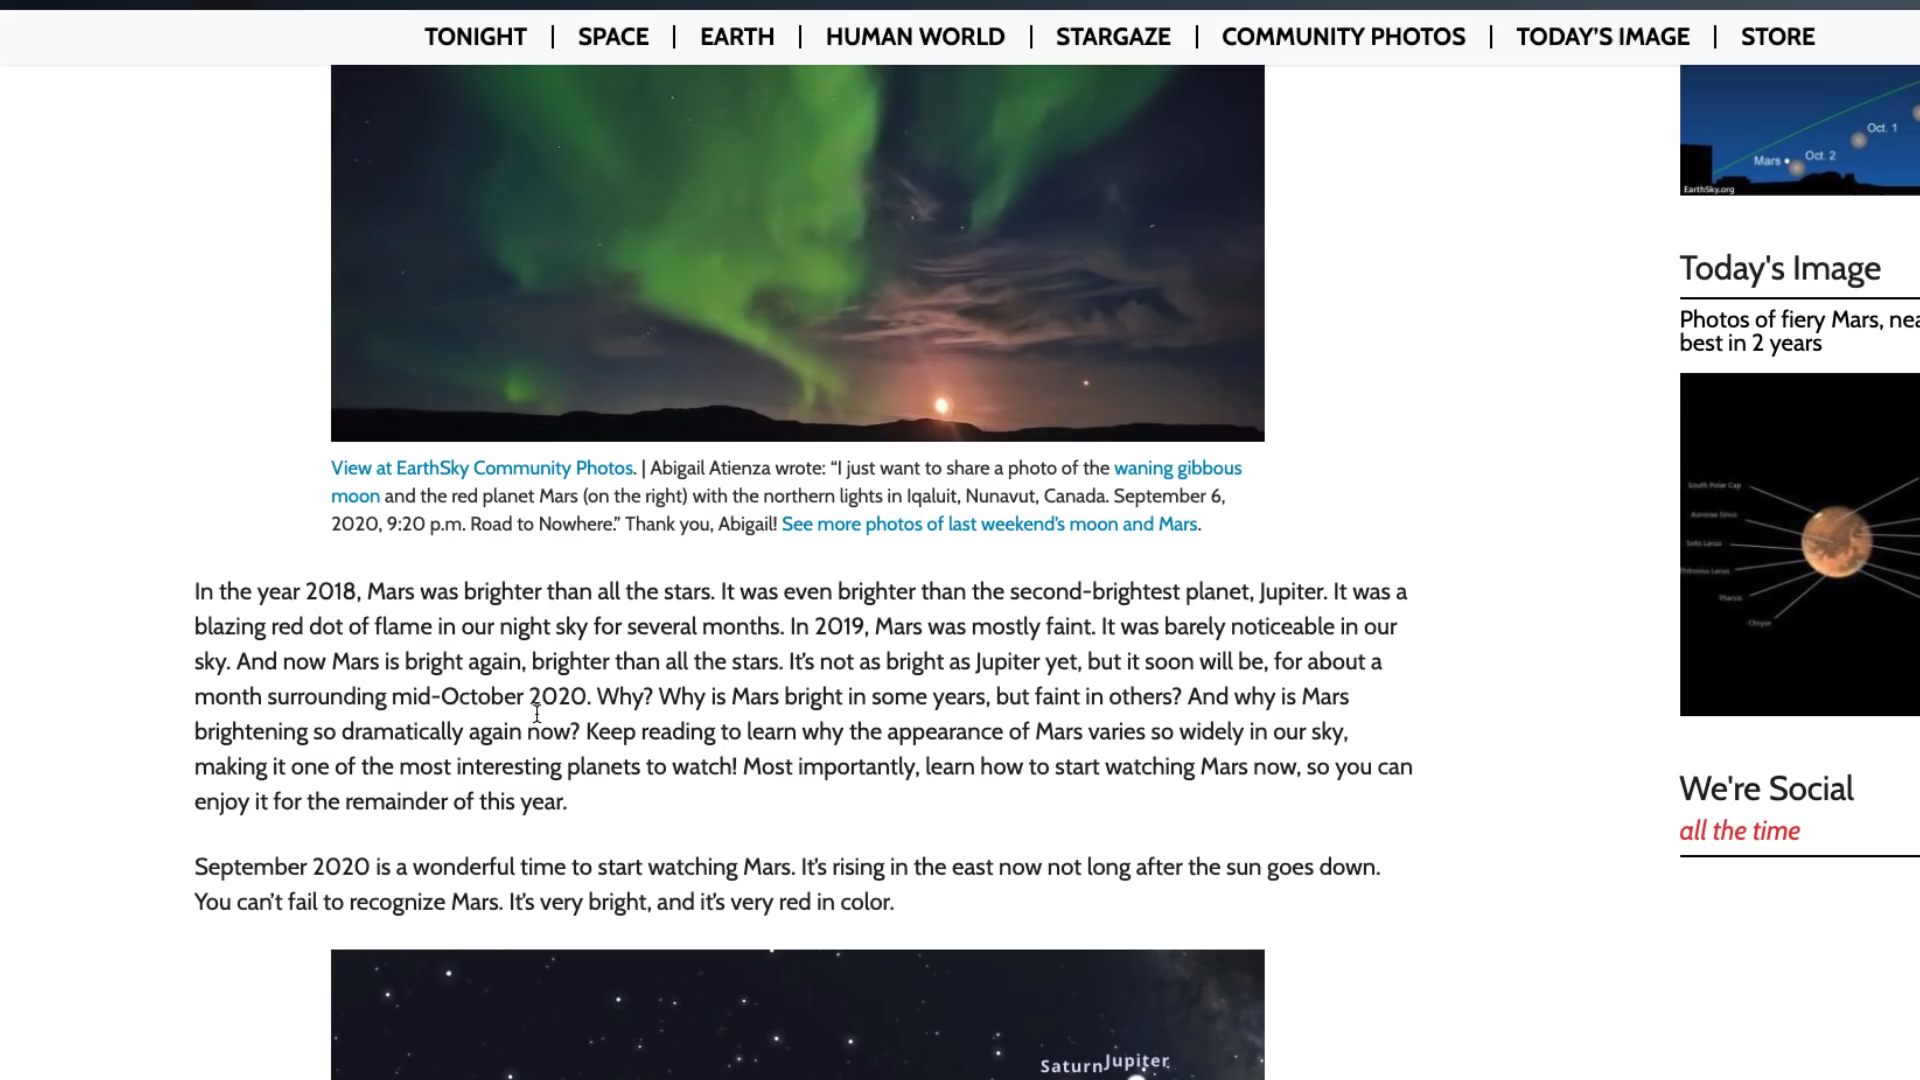 TONIGHT | SPACE | EARTH | HUMAN WORLD | STARGAZE | COMMUNITY PHOTOS | TODAY'S IMAGE | STORE
Oct. 1
Mars
Oct. 2
EarthSky.org
Today's Image
Photos of fiery Mars, nea
best in 2 years
South Polar Cap
Aurorae Sinus
Solis Lacus
Tharsis
Chryse
We're Social
all the time
View at EarthSky Community Photos. | Abigail Atienza wrote: “I just want to share a photo of the waning gibbous
moon and the red planet Mars (on the right) with the northern lights in Iqaluit, Nunavut, Canada. September 6,
2020, 9:20 p.m. Road to Nowhere.” Thank you, Abigail! See more photos of last weekend’s moon and Mars.
In the year 2018, Mars was brighter than all the stars. It was even brighter than the second-brightest planet, Jupiter. It was a
blazing red dot of flame in our night sky for several months. In 2019, Mars was mostly faint. It was barely noticeable in our
sky. And now Mars is bright again, brighter than all the stars. It’s not as bright as Jupiter yet, but it soon will be, for about a
month surrounding mid-October 2020. Why? Why is Mars bright in some years, but faint in others? And why is Mars
brightening so dramatically again now? Keep reading to learn why the appearance of Mars varies so widely in our sky,
making it one of the most interesting planets to watch! Most importantly, learn how to start watching Mars now, so you can
enjoy it for the remainder of this year.
September 2020 is a wonderful time to start watching Mars. It’s rising in the east now not long after the sun goes down.
You can’t fail to recognize Mars. It’s very bright, and it’s very red in color.
Saturn Jupiter